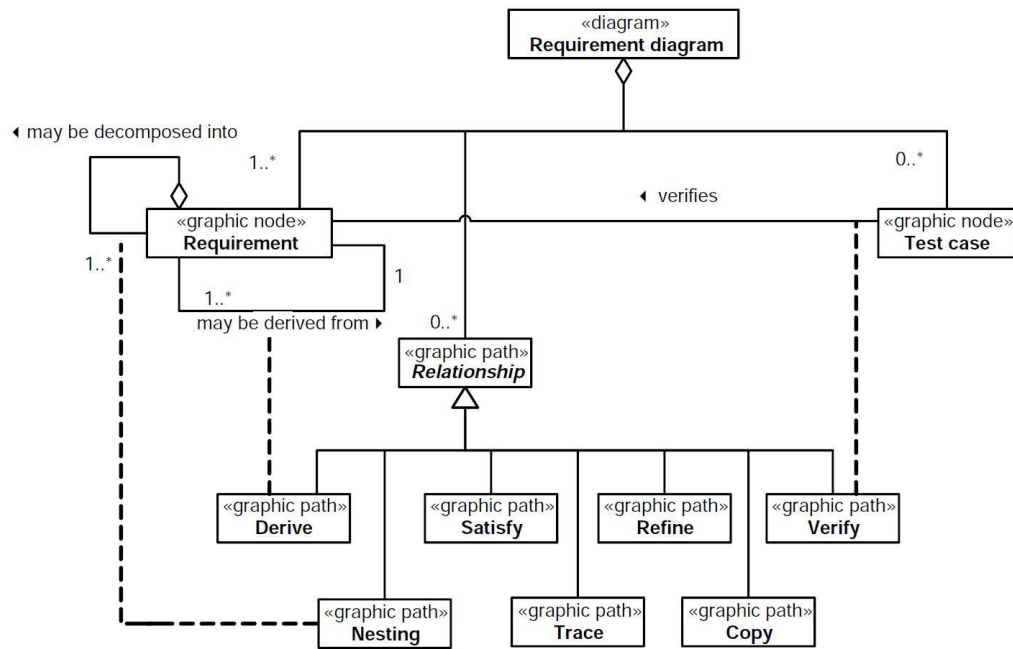 «diagram»
Requirement diagram
◂ may be decomposed into
1..*
0..*
◂ verifies
«graphic node»
Requirement
«graphic node»
Test case
1..*
1
1..*
may be derived from ▸
0..*
«graphic path»
Relationship
«graphic path»
Derive
«graphic path»
Satisfy
«graphic path»
Refine
«graphic path»
Verify
«graphic path»
Nesting
«graphic path»
Trace
«graphic path»
Copy